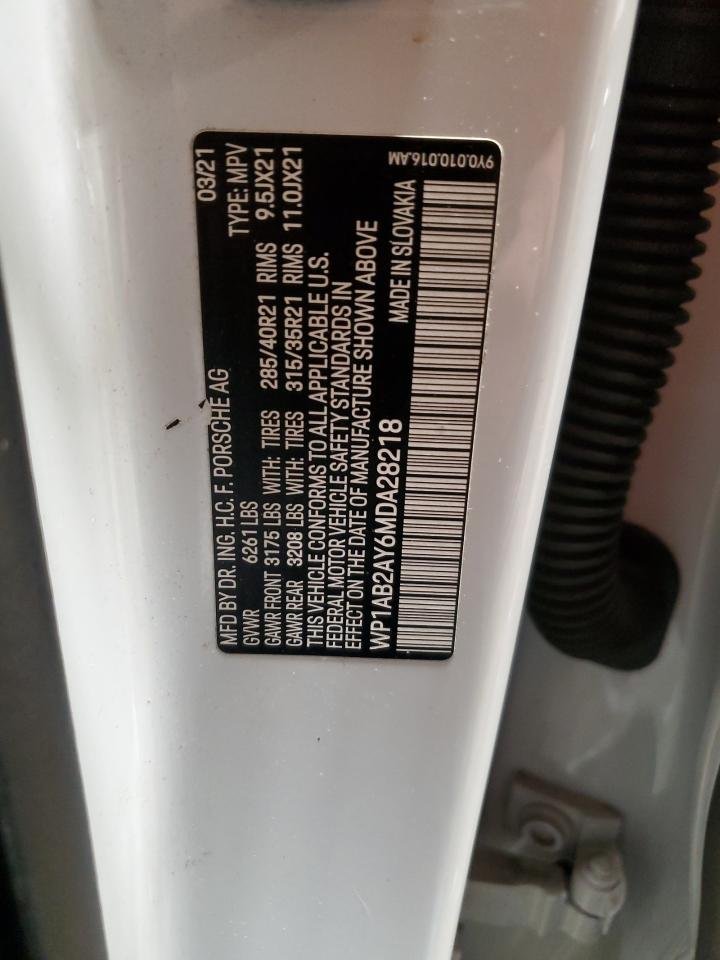 MFD BY DR. ING. H.C. F. PORSCHE AG 03/21
GVWR 6261 LBS TYPE: MPV
GAWR FRONT 3175 LBS WITH: TIRES 285/40R21 RIMS 9.5JX21
GAWR REAR 3208 LBS WITH: TIRES 315/35R21 RIMS 11.0JX21
THIS VEHICLE CONFORMS TO ALL APPLICABLE U.S.
FEDERAL MOTOR VEHICLE SAFETY STANDARDS IN
EFFECT ON THE DATE OF MANUFACTURE SHOWN ABOVE
WP1AB2AY6MDA28218 MADE IN SLOVAKIA
9Y0.010.016.AM